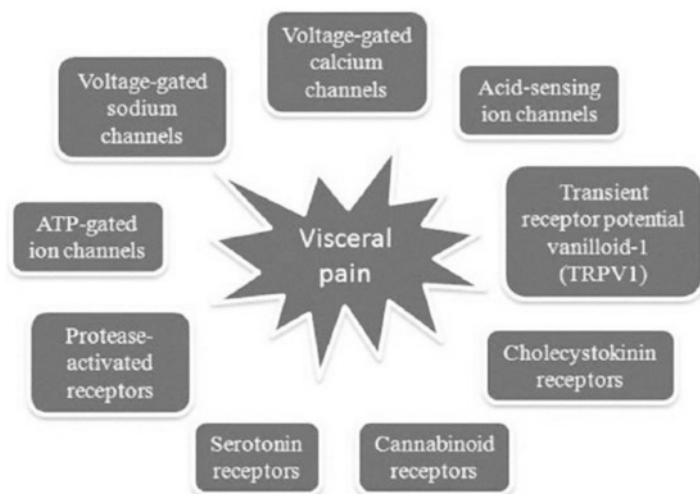 Voltage-gated
calcium
channels
Voltage-gated
sodium
channels
Acid-sensing
ion channels
Transient
receptor potential
vanilloid-1
(TRPV1)
ATP-gated
ion channels
Visceral
pain
Protease-
activated
receptors
Cholecystokinin
receptors
Serotonin
receptors
Cannabinoid
receptors